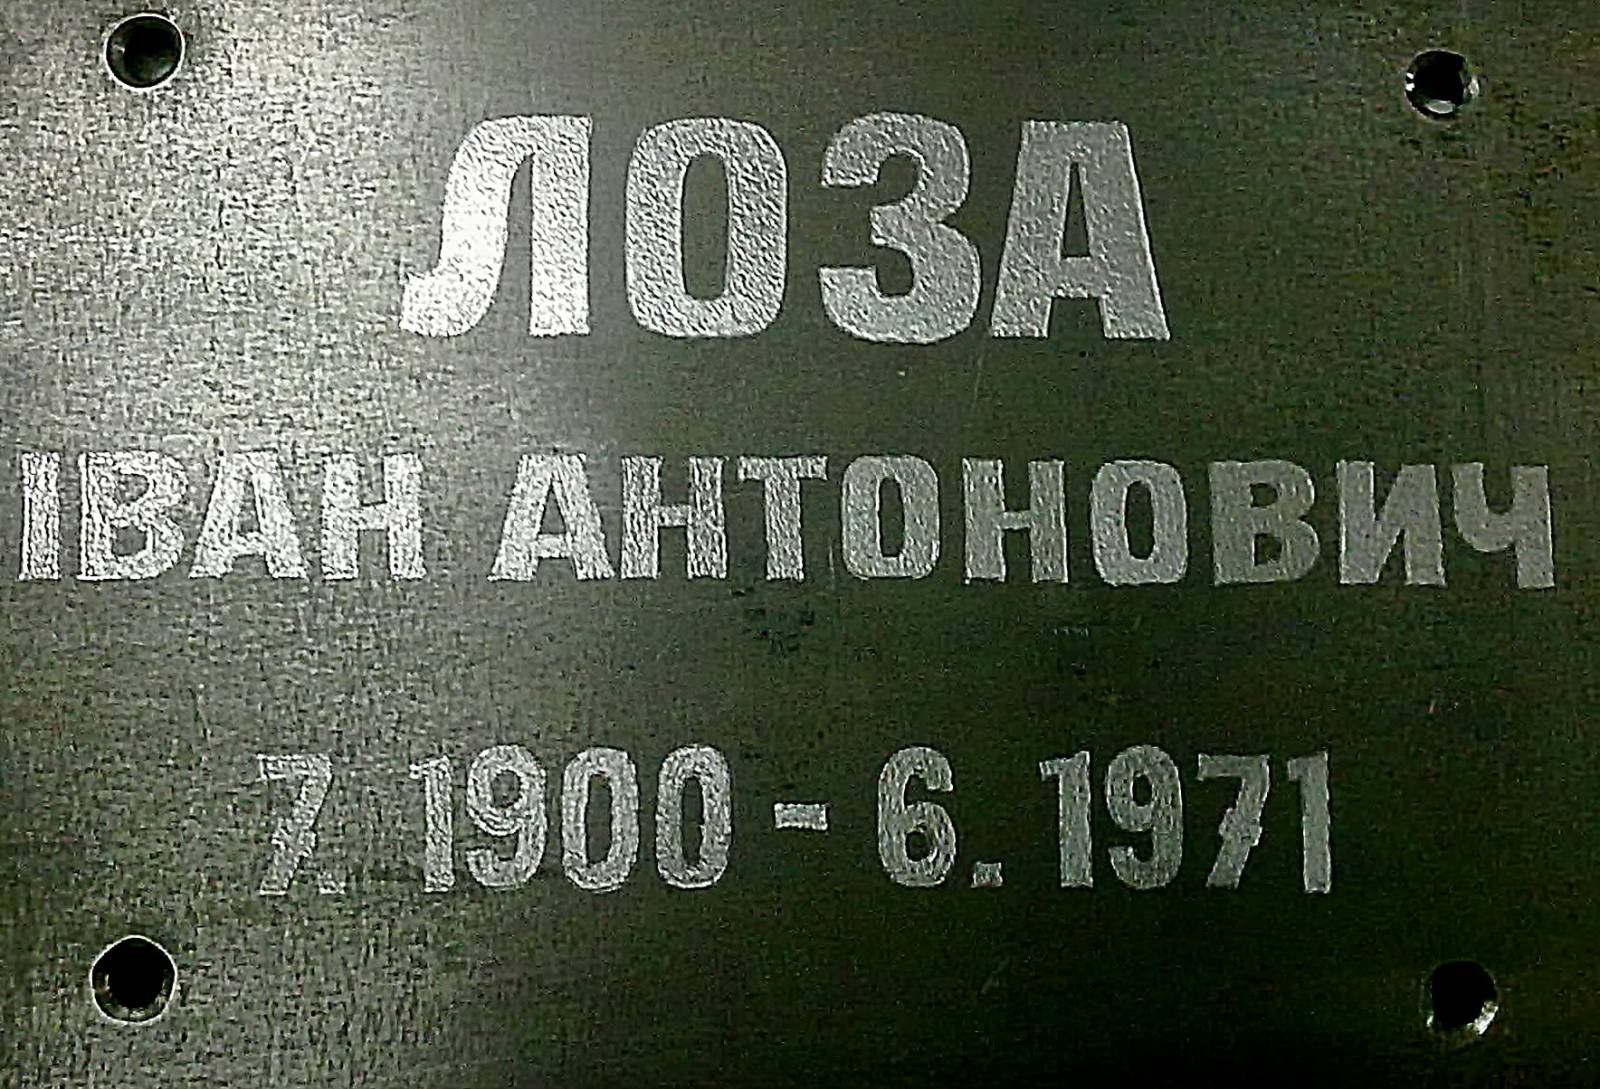 ЛОЗА
ІВАН АНТОНОВИЧ
7. 1900 - 6. 1971